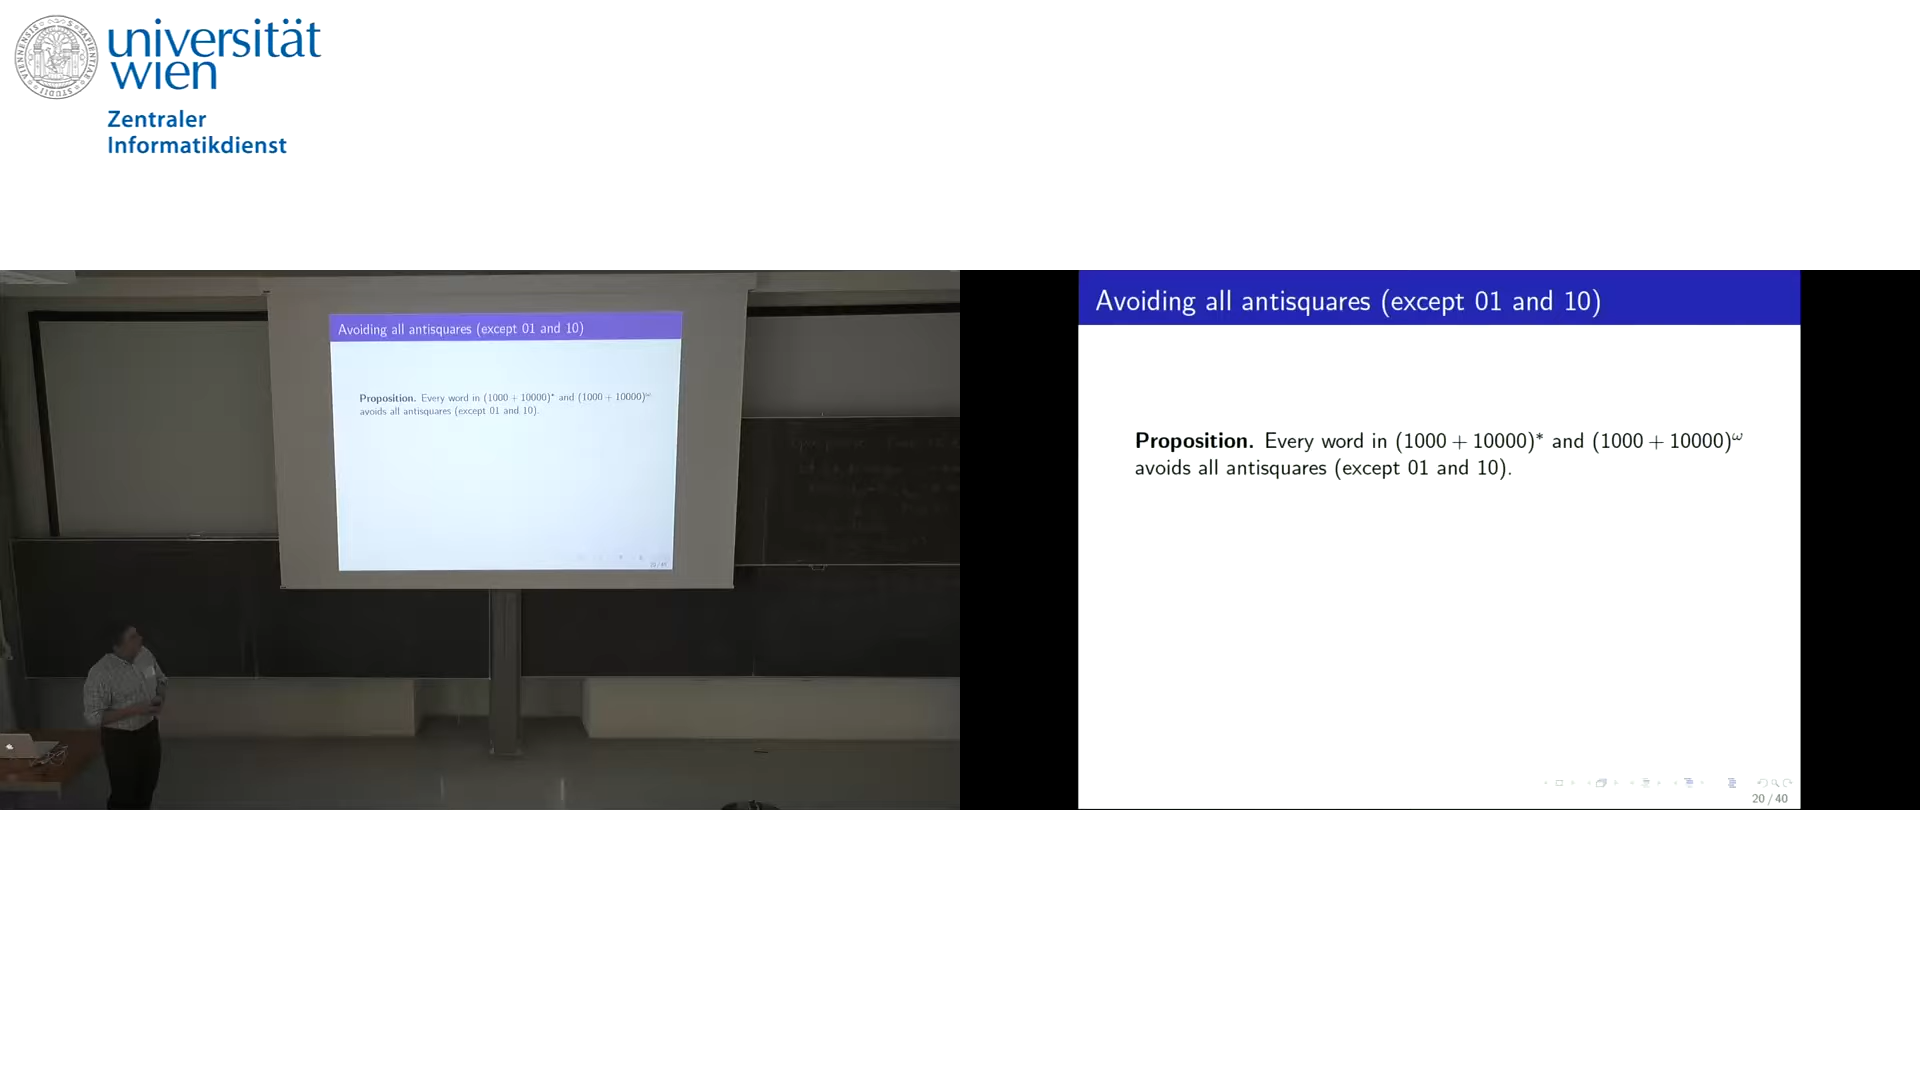 universität
wien
Zentraler
Informatikdienst
Avoiding all antisquares (except 01 and 10)
Proposition. Every word in (1000 + 10000)* and (1000 + 10000)ω
avoids all antisquares (except 01 and 10).
Avoiding all antisquares (except 01 and 10)
Proposition. Every word in (1000 + 10000)* and (1000 + 10000)ω
avoids all antisquares (except 01 and 10).
20 / 40